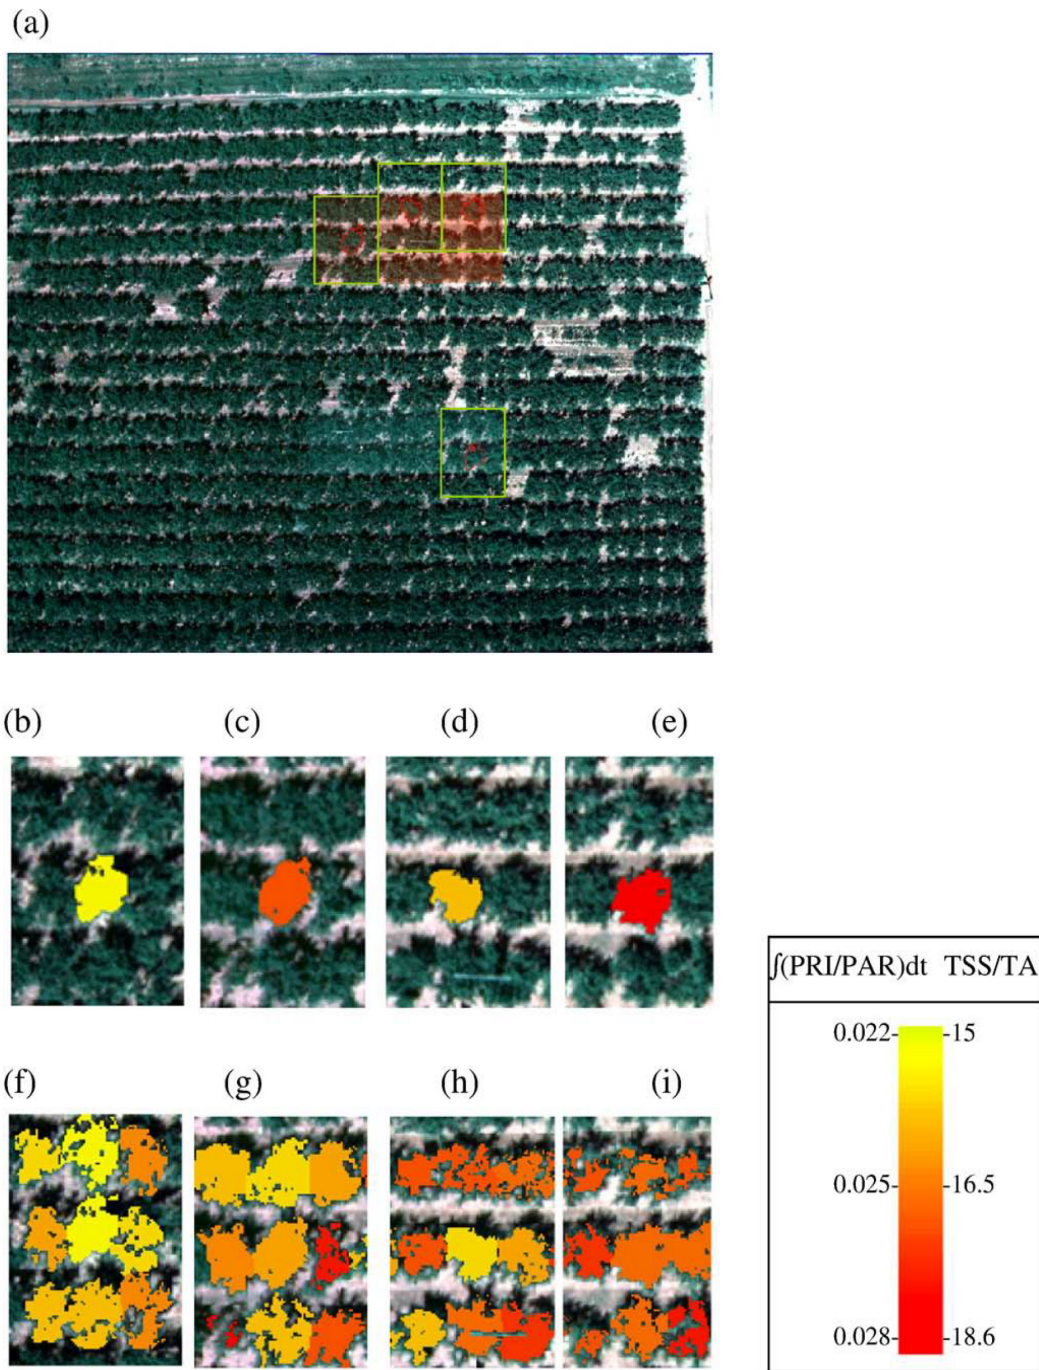 (a)
(b) (c) (d) (e)
(f) (g) (h) (i)
∫(PRI/PAR)dt TSS/TA
0.022 15
0.025 16.5
0.028 18.6